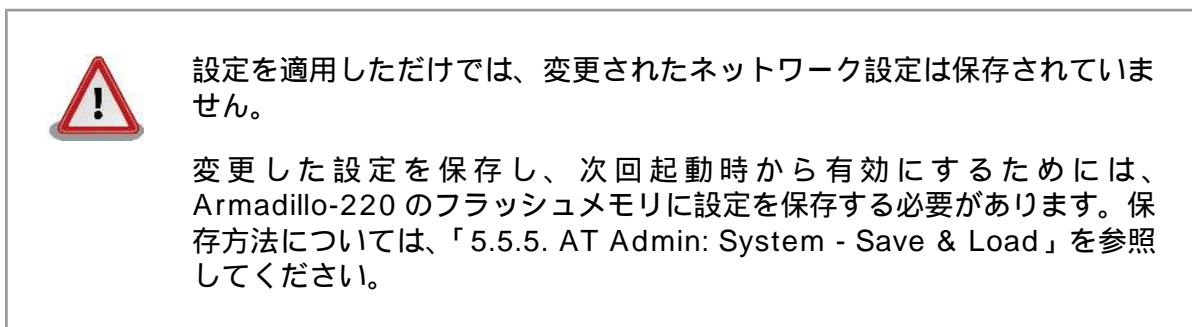 設定を適用しただけでは、変更されたネットワーク設定は保存されていま
せん。
変更した設定を保存し、次回起動時から有効にするためには、
Armadillo-220 のフラッシュメモリに設定を保存する必要があります。保
存方法については、「5.5.5. AT Admin: System - Save & Load」を参照
してください。